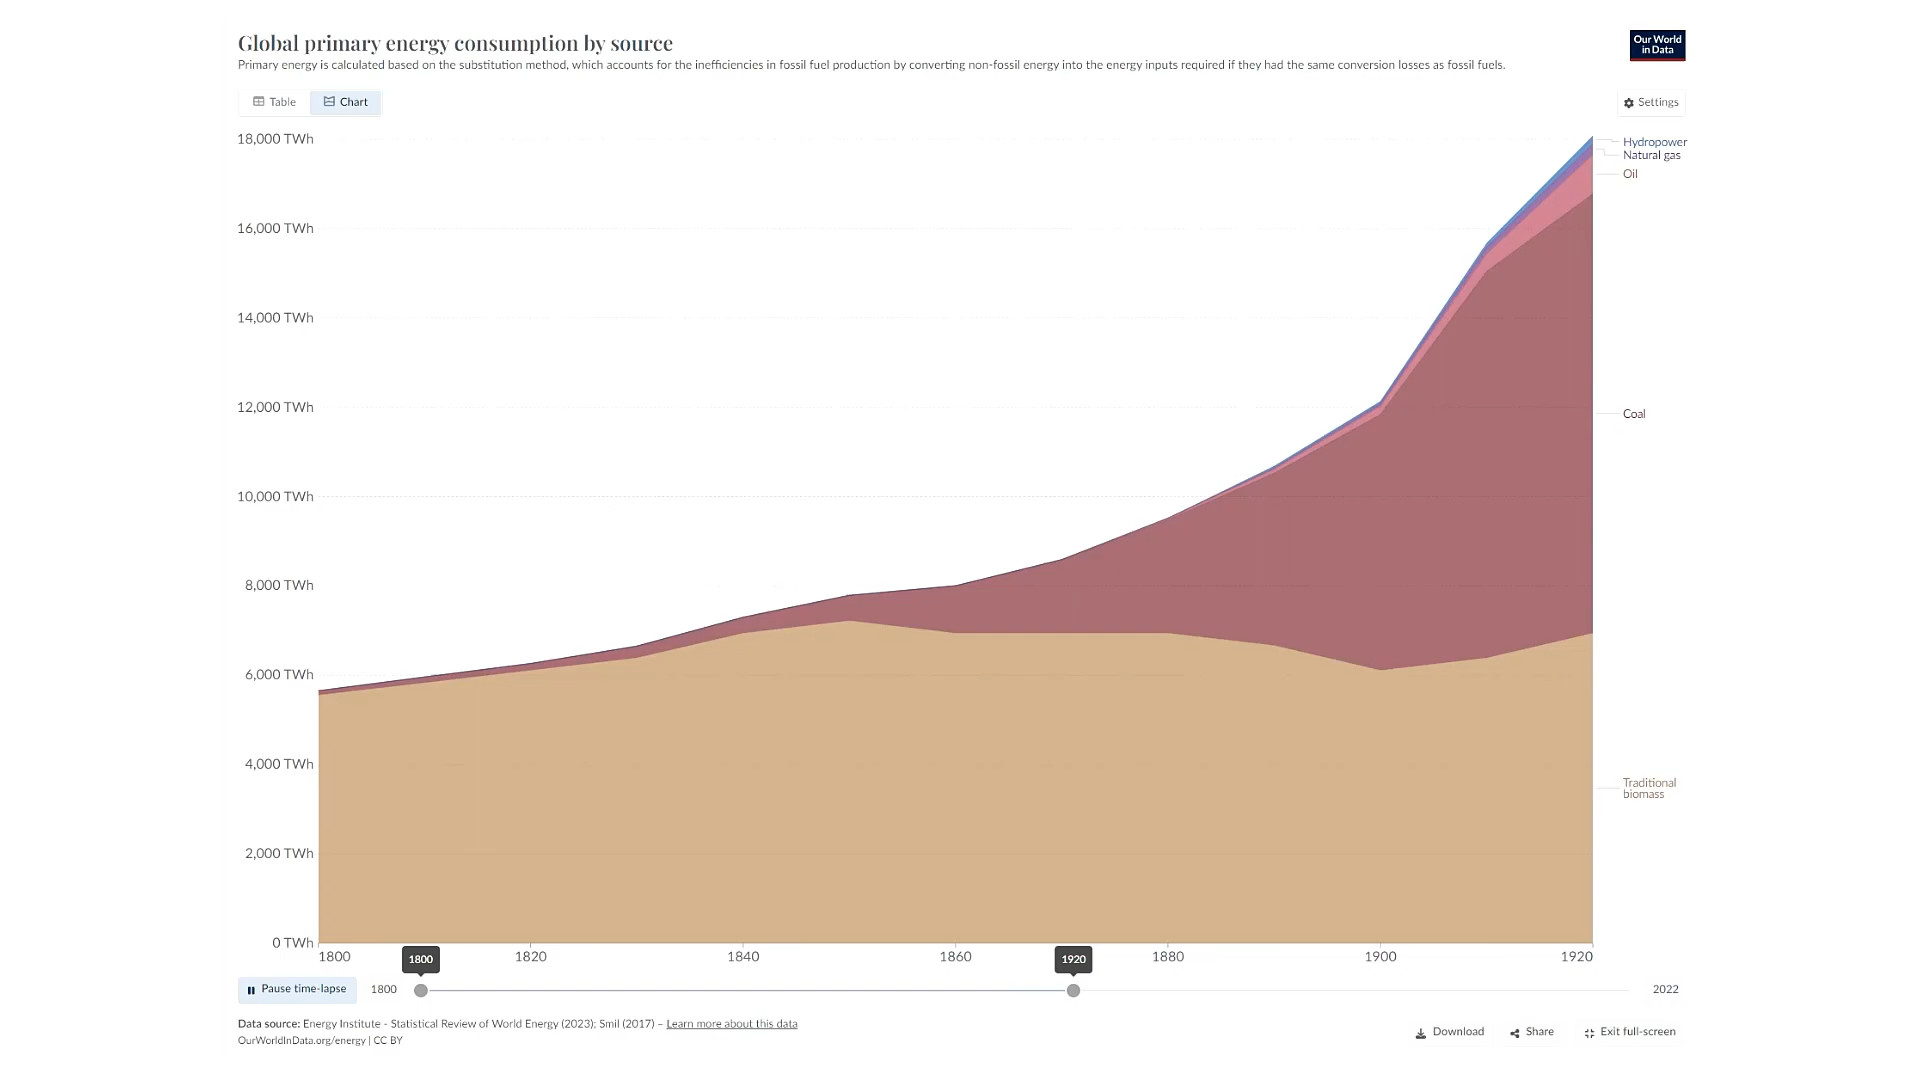 Global primary energy consumption by source
Our World
in Data
Primary energy is calculated based on the substitution method, which accounts for the inefficiencies in fossil fuel production by converting non-fossil energy into the energy inputs required if they had the same conversion losses as fossil fuels.
Table
Chart
Settings
18,000 TWh
16,000 TWh
14,000 TWh
12,000 TWh
10,000 TWh
8,000 TWh
6,000 TWh
4,000 TWh
2,000 TWh
0 TWh
Hydropower
Natural gas
Oil
Coal
Traditional
biomass
1800
1820
1840
1860
1880
1900
1920
1800
1920
Pause time-lapse
1800
2022
Data source: Energy Institute - Statistical Review of World Energy (2023); Smil (2017) – Learn more about this data
OurWorldInData.org/energy | CC BY
Download
Share
Exit full-screen